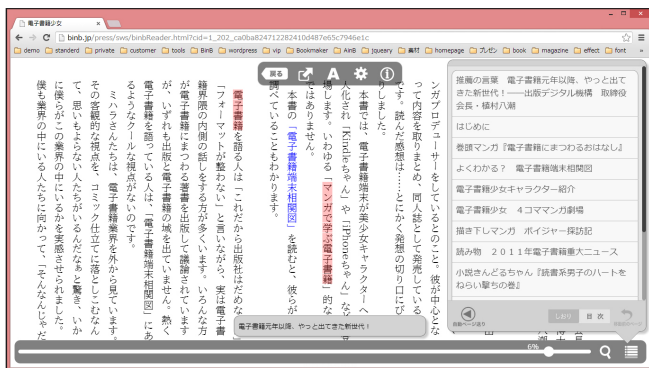 電子書籍少女
binb.jp/press/sws/binbReader.html?cid=1_202_ca0ba824712282410d487e65c7946e1c
demo standerd private customer tools BinB wordpress vip Bookmaker AinB jqueary 素材 homepage プレゼン book magazine effect font »
戻る A
ンガプロデューサーをしているとのこと。彼が中心とな
って内容を取りまとめ、同人誌として発売している
です。読んだ感想は……とにかく発想の切り口にび
りしました。
本書では、電子書籍端末が美少女キャラクターへ
人化され「Kindleちゃん」や「iPhoneちゃん」な
場します。いわゆる「マンガで学ぶ電子書籍」的な
ではありません。
本書の「電子書籍端末相関図」を読むと、彼らが
調べていることもわかります。
電子書籍を語る人は「これだから出版社はだめな
「フォーマットが整わない」と言いながら、実は電子書
籍界隈の内側の話しをする方が多くいます。いろんな方
が電子書籍にまつわる著書を出版して議論されています
が、いずれも出版と電子書籍の域を出ていません。熱く
電子書籍を語っている人は、「電子書籍端末相関図」にあ
るようなクールな視点がないのです。
ミハラさんたちは、電子書籍業界を外から見ています。
その客観的な視点を、コミック仕立てに落としこむなん
て、思いもよらない人たちがいるんだなぁと驚き、いか
に僕らがこの業界の中にいるかを実感させられました。
僕も業界の中にいる人たちに向かって、「そんなんじゃだ
推薦の言葉 電子書籍元年以降、やっと出て
きた新世代！――出版デジタル機構 取締役
会長・植村八潮
はじめに
巻頭マンガ『電子書籍にまつわるおはなし』
よくわかる？ 電子書籍端末相関図
電子書籍少女キャラクター紹介
電子書籍少女 4コママンガ劇場
描き下しマンガ ボイジャー探訪記
読み物 ２０１１年電子書籍重大ニュース
小説きんどるちゃん『読書系男子のハートを
ねらい撃ちの巻』
自動ページ送り しおり 目次
電子書籍元年以降、やっと出てきた新世代！
6%